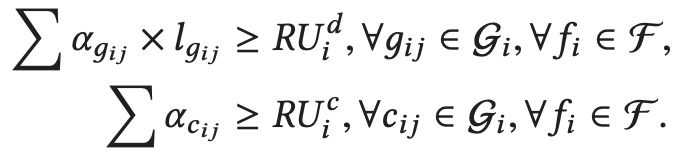 ∑ α_{g_{ij}} × l_{g_{ij}} ≥ RU_i^d, ∀g_{ij} ∈ 𝒢_i, ∀f_i ∈ ℱ,
∑ α_{c_{ij}} ≥ RU_i^c, ∀c_{ij} ∈ 𝒢_i, ∀f_i ∈ ℱ.